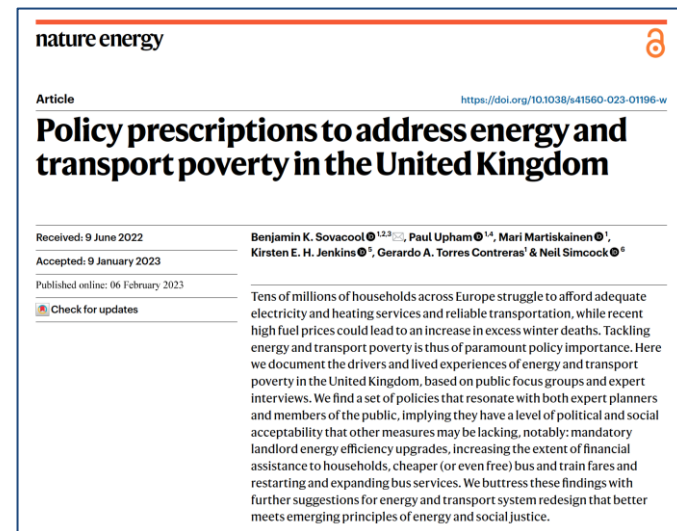 nature energy
Article
https://doi.org/10.1038/s41560-023-01196-w
Policy prescriptions to address energy and
transport poverty in the United Kingdom
Received: 9 June 2022
Accepted: 9 January 2023
Published online: 06 February 2023
Check for updates
Benjamin K. Sovacool 1,2,3, Paul Upham 1,4, Mari Martiskainen 1,
Kirsten E. H. Jenkins 5, Gerardo A. Torres Contreras1 & Neil Simcock 6
Tens of millions of households across Europe struggle to afford adequate
electricity and heating services and reliable transportation, while recent
high fuel prices could lead to an increase in excess winter deaths. Tackling
energy and transport poverty is thus of paramount policy importance. Here
we document the drivers and lived experiences of energy and transport
poverty in the United Kingdom, based on public focus groups and expert
interviews. We find a set of policies that resonate with both expert planners
and members of the public, implying they have a level of political and social
acceptability that other measures may be lacking, notably: mandatory
landlord energy efficiency upgrades, increasing the extent of financial
assistance to households, cheaper (or even free) bus and train fares and
restarting and expanding bus services. We buttress these findings with
further suggestions for energy and transport system redesign that better
meets emerging principles of energy and social justice.